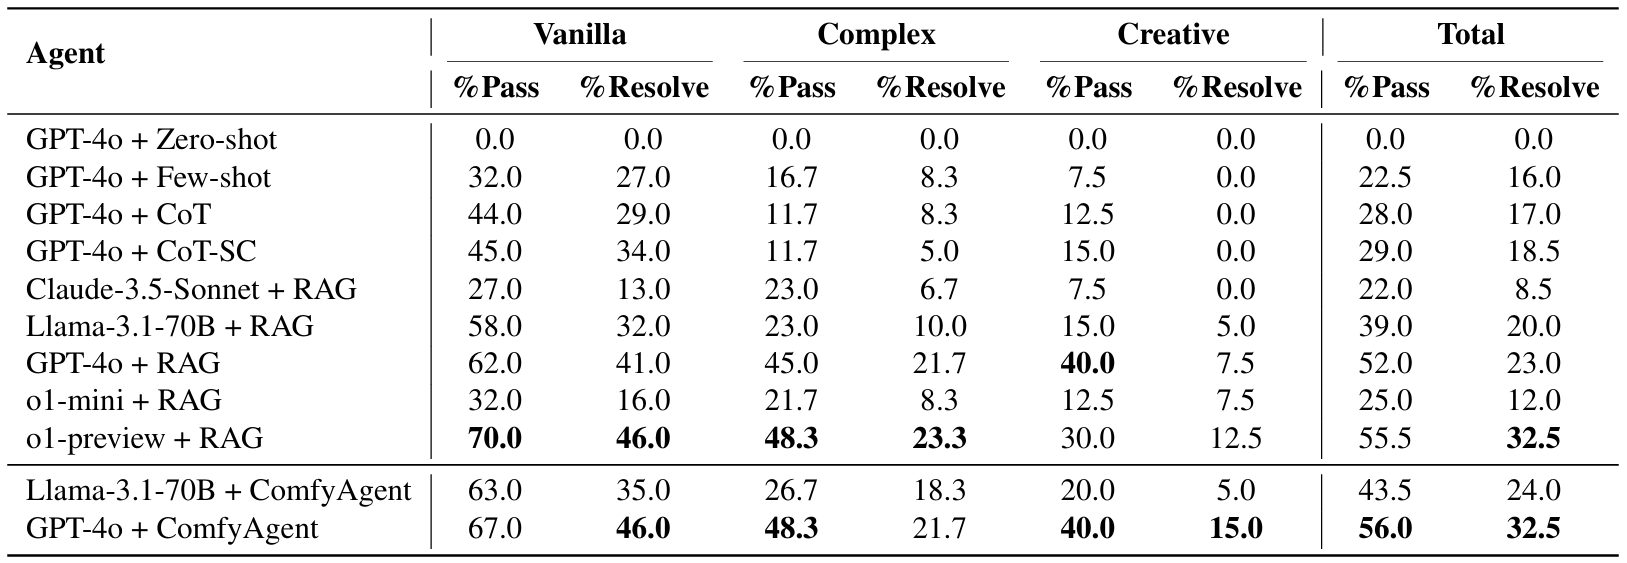 Agent Vanilla Complex Creative Total
%Pass %Resolve %Pass %Resolve %Pass %Resolve %Pass %Resolve
GPT-4o + Zero-shot 0.0 0.0 0.0 0.0 0.0 0.0 0.0 0.0
GPT-4o + Few-shot 32.0 27.0 16.7 8.3 7.5 0.0 22.5 16.0
GPT-4o + CoT 44.0 29.0 11.7 8.3 12.5 0.0 28.0 17.0
GPT-4o + CoT-SC 45.0 34.0 11.7 5.0 15.0 0.0 29.0 18.5
Claude-3.5-Sonnet + RAG 27.0 13.0 23.0 6.7 7.5 0.0 22.0 8.5
Llama-3.1-70B + RAG 58.0 32.0 23.0 10.0 15.0 5.0 39.0 20.0
GPT-4o + RAG 62.0 41.0 45.0 21.7 40.0 7.5 52.0 23.0
o1-mini + RAG 32.0 16.0 21.7 8.3 12.5 7.5 25.0 12.0
o1-preview + RAG 70.0 46.0 48.3 23.3 30.0 12.5 55.5 32.5
Llama-3.1-70B + ComfyAgent 63.0 35.0 26.7 18.3 20.0 5.0 43.5 24.0
GPT-4o + ComfyAgent 67.0 46.0 48.3 21.7 40.0 15.0 56.0 32.5